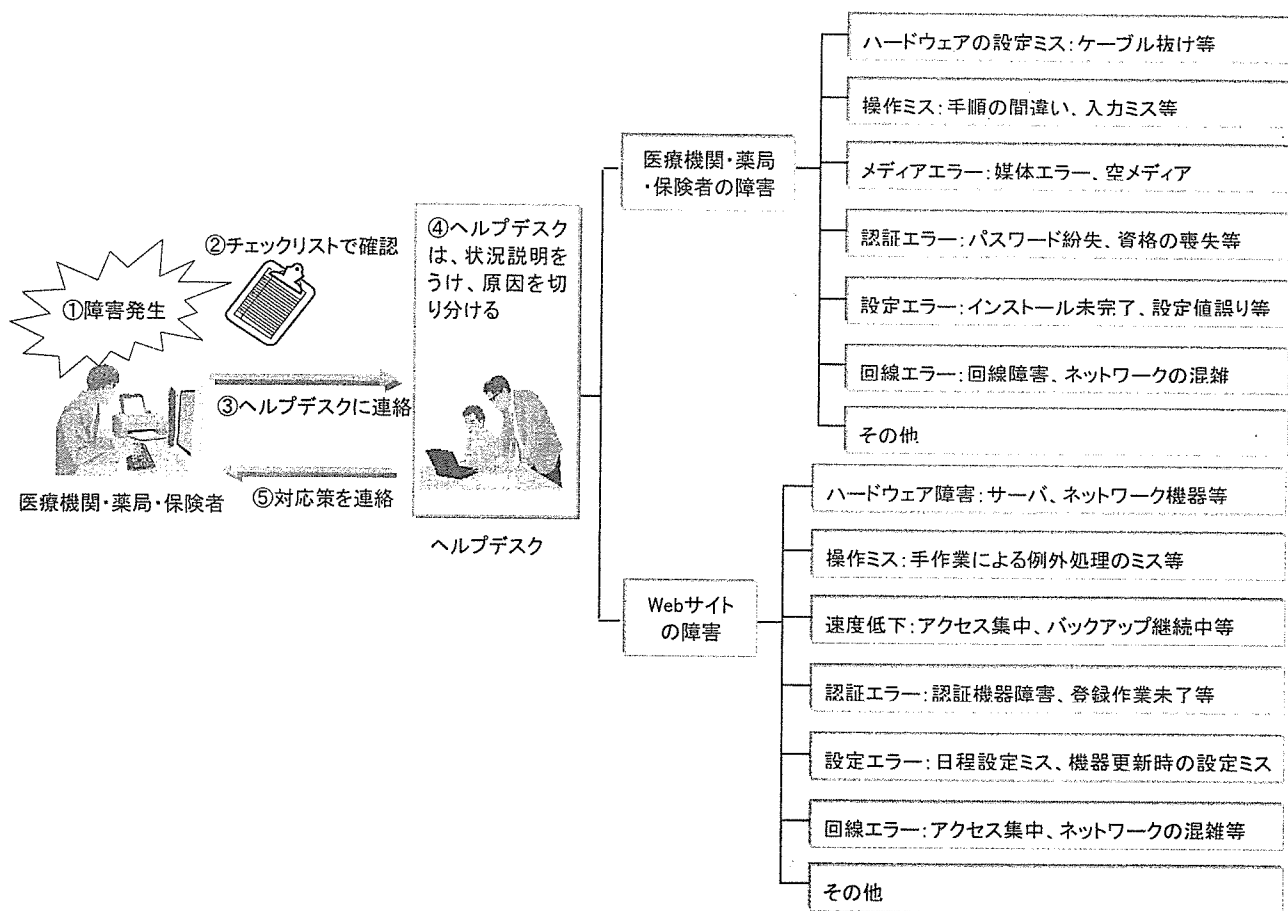 ①障害発生
②チェックリストで確認
③ヘルプデスクに連絡
⑤対応策を連絡
医療機関・薬局・保険者
④ヘルプデスク
は、状況説明を
うけ、原因を切
り分ける
ヘルプデスク
医療機関・薬局
・保険者の障害
ハードウェアの設定ミス:ケーブル抜け等
操作ミス:手順の間違い、入力ミス等
メディアエラー:媒体エラー、空メディア
認証エラー:パスワード紛失、資格の喪失等
設定エラー:インストール未完了、設定値誤り等
回線エラー:回線障害、ネットワークの混雑
その他
Webサイト
の障害
ハードウェア障害:サーバ、ネットワーク機器等
操作ミス:手作業による例外処理のミス等
速度低下:アクセス集中、バックアップ継続中等
認証エラー:認証機器障害、登録作業未了等
設定エラー:日程設定ミス、機器更新時の設定ミス
回線エラー:アクセス集中、ネットワークの混雑等
その他